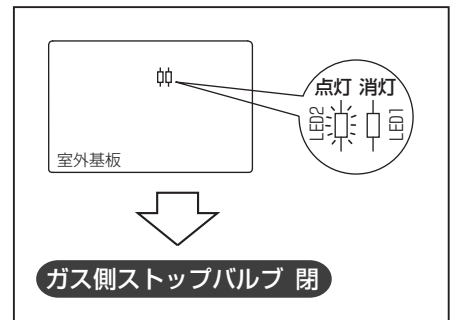 点灯 消灯
LED2
LED1
室外基板
ガス側ストップバルブ 閉